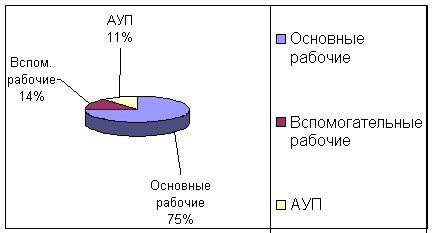 АУП
11%
Вспом.
рабочие
14%
Основные
рабочие
75%
Основные
рабочие
Вспомогательные
рабочие
АУП